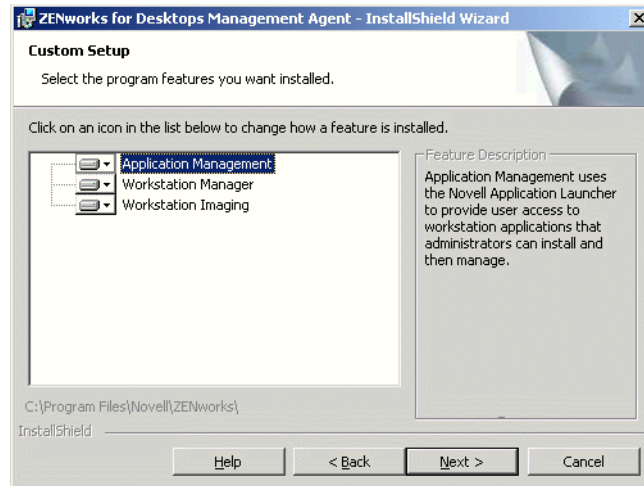 ZENworks for Desktops Management Agent - InstallShield Wizard
Custom Setup
Select the program features you want installed.
Click on an icon in the list below to change how a feature is installed.
Application Management
Workstation Manager
Workstation Imaging
Feature Description
Application Management uses
the Novell Application Launcher
to provide user access to
workstation applications that
administrators can install and
then manage.
C:\Program Files\Novell\ZENworks\
InstallShield
Help
< Back
Next >
Cancel